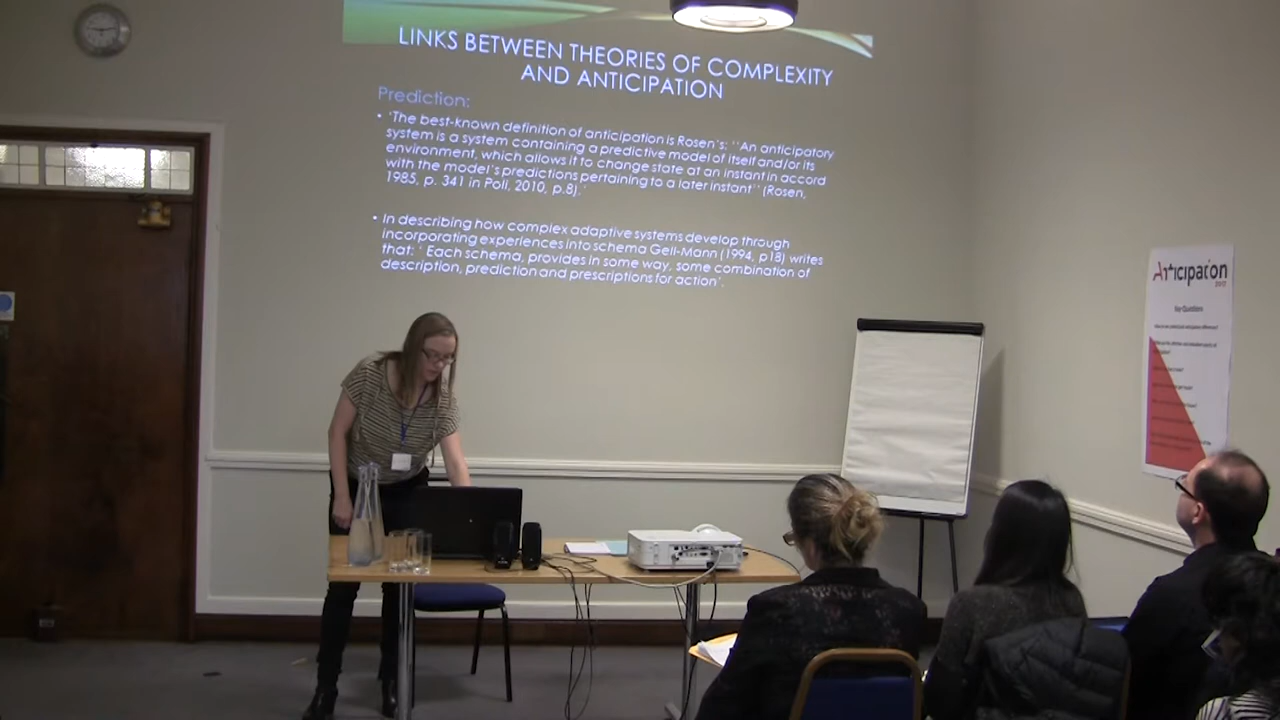 LINKS BETWEEN THEORIES OF COMPLEXITY
AND ANTICIPATION
Prediction:
• 'The best-known definition of anticipation is Rosen's: ''An anticipatory
system is a system containing a predictive model of itself and/or its
environment, which allows it to change state at an instant in accord
with the model's predictions pertaining to a later instant'' (Rosen,
1985, p. 341 in Poli, 2010, p.8).'
• In describing how complex adaptive systems develop through
incorporating experiences into schema Gell-Mann (1994, p18) writes
that: ' Each schema, provides in some way, some combination of
description, prediction and prescriptions for action'.
Anticipation
Key Questions